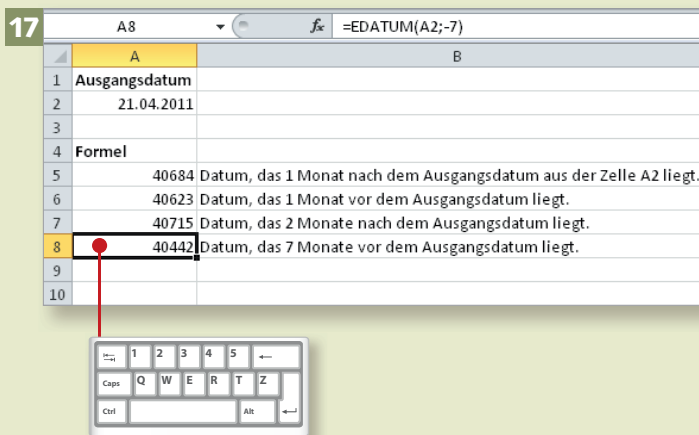 17
A8 fx =EDATUM(A2;-7)
A B
1 Ausgangsdatum
2 21.04.2011
3
4 Formel
5 40684 Datum, das 1 Monat nach dem Ausgangsdatum aus der Zelle A2 liegt.
6 40623 Datum, das 1 Monat vor dem Ausgangsdatum liegt.
7 40715 Datum, das 2 Monate nach dem Ausgangsdatum liegt.
8 40442 Datum, das 7 Monate vor dem Ausgangsdatum liegt.
9
10
1 2 3 4 5
Caps Q W E R T Z
Ctrl Alt